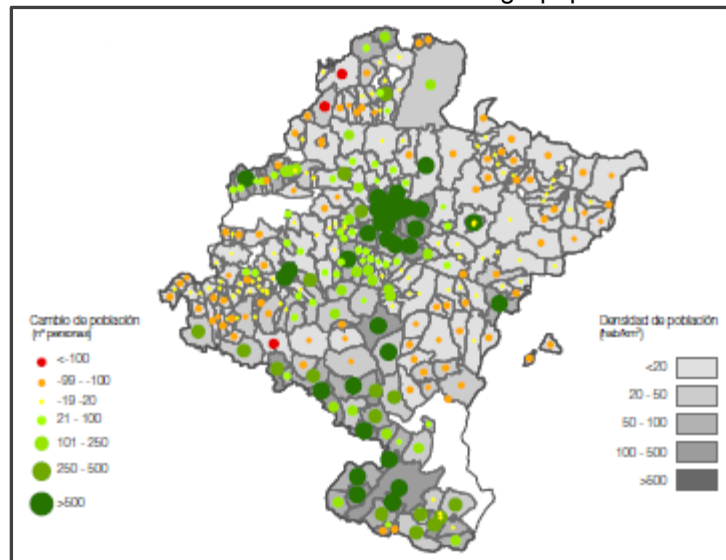 Cambio de población
(nº personas)
<-100
-99 - -100
-19 -20
21 - 100
101 - 250
250 - 500
>500
Densidad de población
(hab/km²)
<20
20 - 50
50 - 100
100 - 500
>500